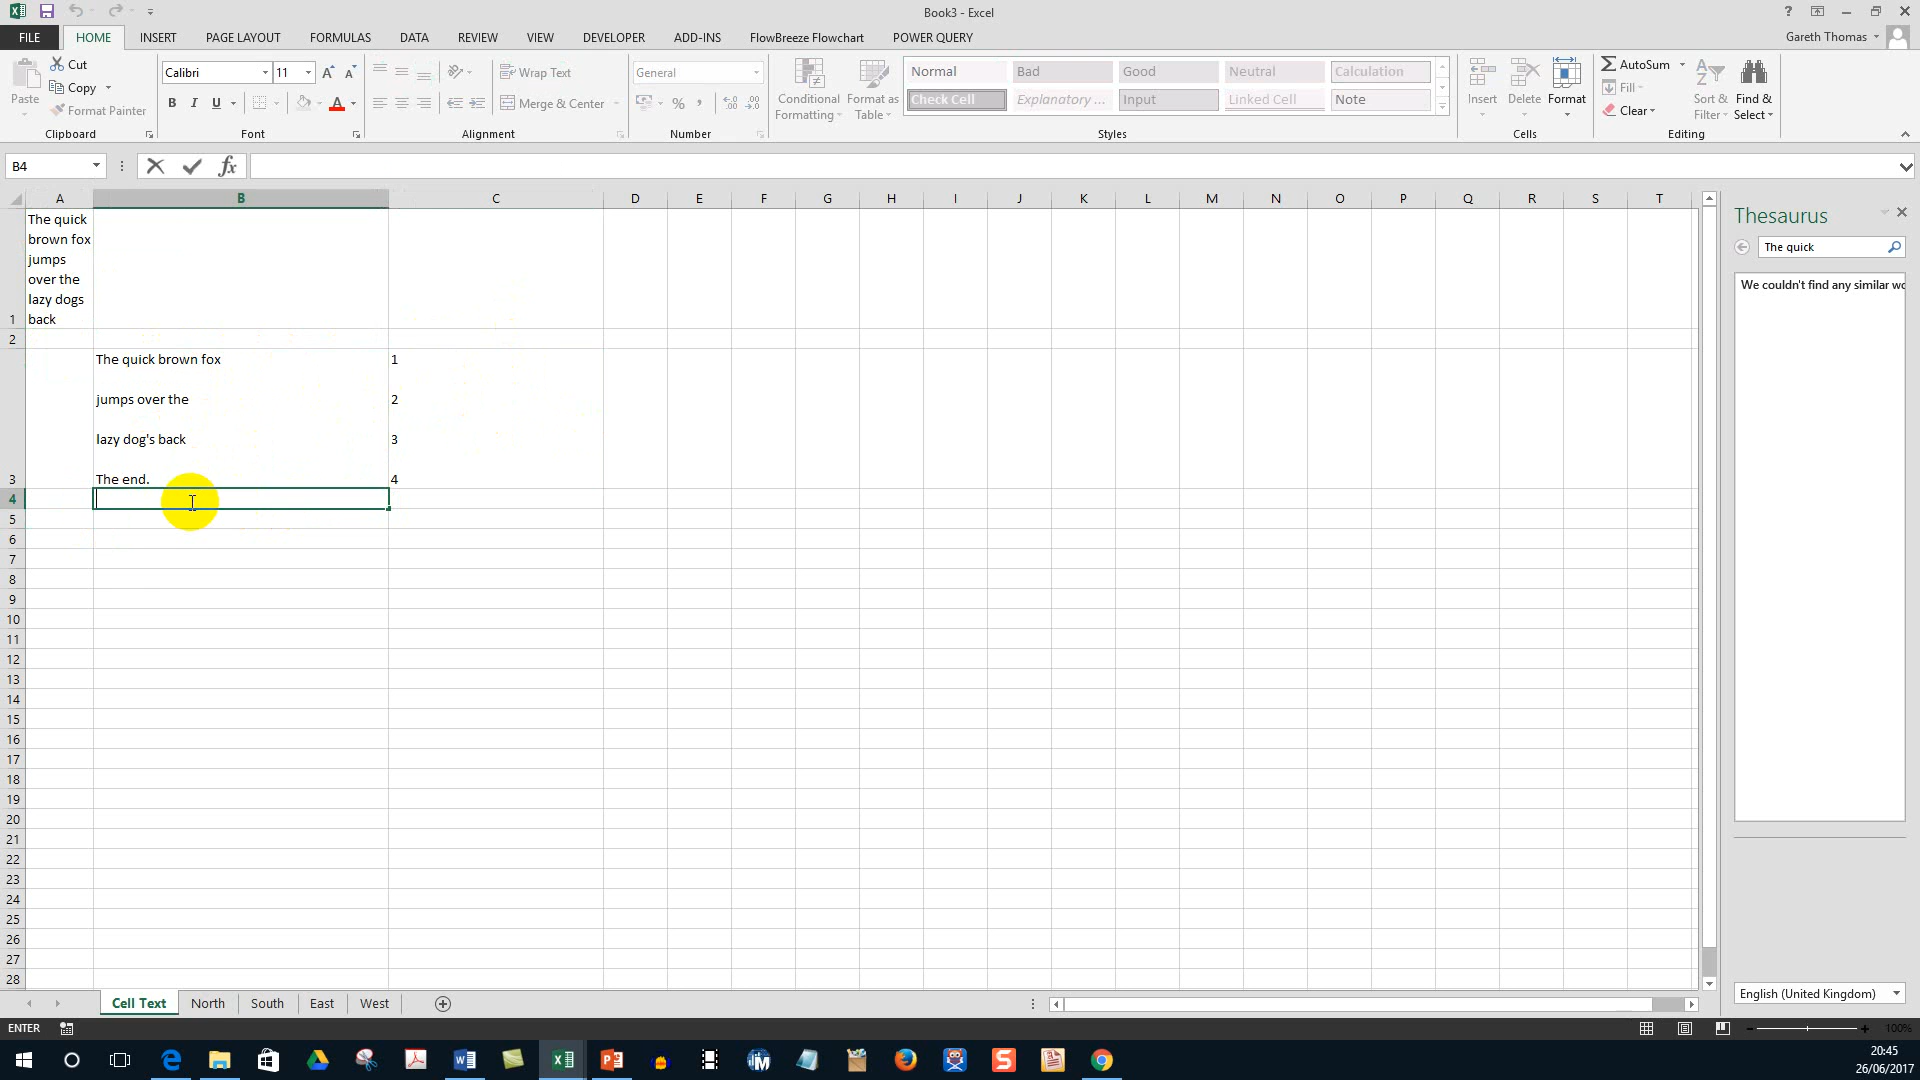 Book3 - Excel
?
FILE HOME INSERT PAGE LAYOUT FORMULAS DATA REVIEW VIEW DEVELOPER ADD-INS FlowBreeze Flowchart POWER QUERY
Gareth Thomas
Paste
Cut
Copy
Format Painter
Clipboard
Calibri 11
B I U
Font
Wrap Text
Merge & Center
Alignment
General
%
Number
Conditional Formatting
Format as Table
Normal Bad Good Neutral Calculation
Check Cell Explanatory ... Input Linked Cell Note
Styles
Insert Delete Format
Cells
AutoSum
Fill
Clear
Sort & Filter
Find & Select
Editing
B4
fx
A B C D E F G H I J K L M N O P Q R S T
The quick
brown fox
jumps
over the
lazy dogs
1 back
2
The quick brown fox 1
jumps over the 2
lazy dog's back 3
3 The end. 4
4
5
6
7
8
9
10
11
12
13
14
15
16
17
18
19
20
21
22
23
24
25
26
27
28
Thesaurus
The quick
We couldn't find any similar wo
English (United Kingdom)
Cell Text North South East West
ENTER
100%
20:45
26/06/2017